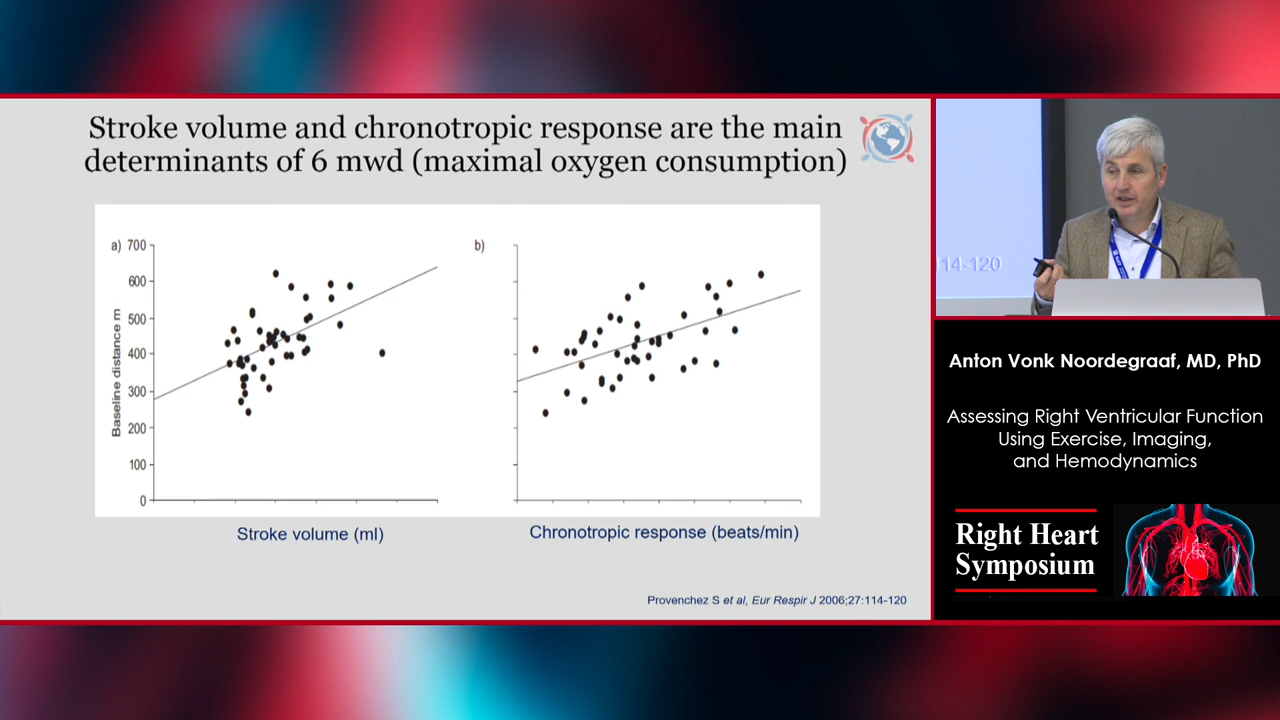 Stroke volume and chronotropic response are the main
determinants of 6 mwd (maximal oxygen consumption)
a)
700
600
500
400
300
200
100
0
Baseline distance m
b)
Stroke volume (ml)
Chronotropic response (beats/min)
Provenchez S et al, Eur Respir J 2006;27:114-120
114-120
Anton Vonk Noordegraaf, MD, PhD
Assessing Right Ventricular Function
Using Exercise, Imaging,
and Hemodynamics
Right Heart
Symposium